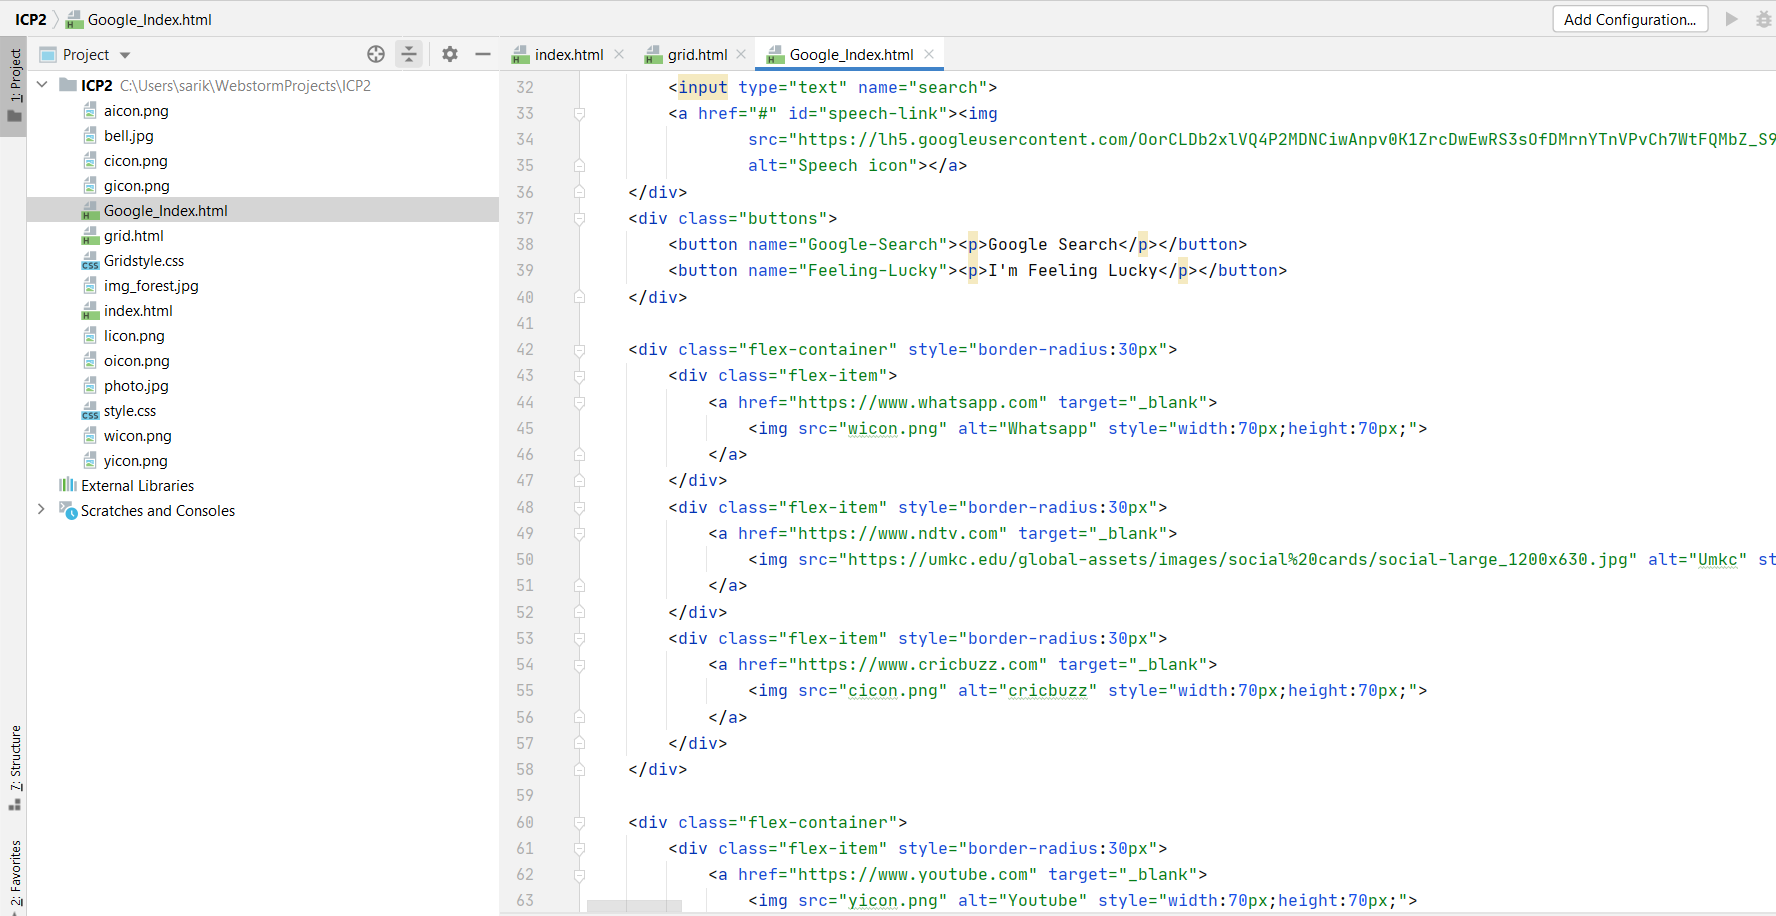 ICP2 Google_Index.html Add Configuration...
1: Project
Project index.html grid.html Google_Index.html
ICP2 C:\Users\sarik\WebstormProjects\ICP2
aicon.png
bell.jpg
cicon.png
gicon.png
Google_Index.html
grid.html
Gridstyle.css
img_forest.jpg
index.html
licon.png
oicon.png
photo.jpg
style.css
wicon.png
yicon.png
External Libraries
Scratches and Consoles
7: Structure
2: Favorites
32 <input type="text" name="search">
33 <a href="#" id="speech-link"><img
34 src="https://lh5.googleusercontent.com/OorCLDb2xlVQ4P2MDNCiwAnpv0K1ZrcDwEwRS3sOfDMrnYTnVPvCh7WtFQMbZ_S9
35 alt="Speech icon"></a>
36 </div>
37 <div class="buttons">
38 <button name="Google-Search"><p>Google Search</p></button>
39 <button name="Feeling-Lucky"><p>I'm Feeling Lucky</p></button>
40 </div>
41
42 <div class="flex-container" style="border-radius:30px">
43 <div class="flex-item">
44 <a href="https://www.whatsapp.com" target="_blank">
45 <img src="wicon.png" alt="Whatsapp" style="width:70px;height:70px;">
46 </a>
47 </div>
48 <div class="flex-item" style="border-radius:30px">
49 <a href="https://www.ndtv.com" target="_blank">
50 <img src="https://umkc.edu/global-assets/images/social%20cards/social-large_1200x630.jpg" alt="Umkc" st
51 </a>
52 </div>
53 <div class="flex-item" style="border-radius:30px">
54 <a href="https://www.cricbuzz.com" target="_blank">
55 <img src="cicon.png" alt="cricbuzz" style="width:70px;height:70px;">
56 </a>
57 </div>
58 </div>
59
60 <div class="flex-container">
61 <div class="flex-item" style="border-radius:30px">
62 <a href="https://www.youtube.com" target="_blank">
63 <img src="yicon.png" alt="Youtube" style="width:70px;height:70px;">